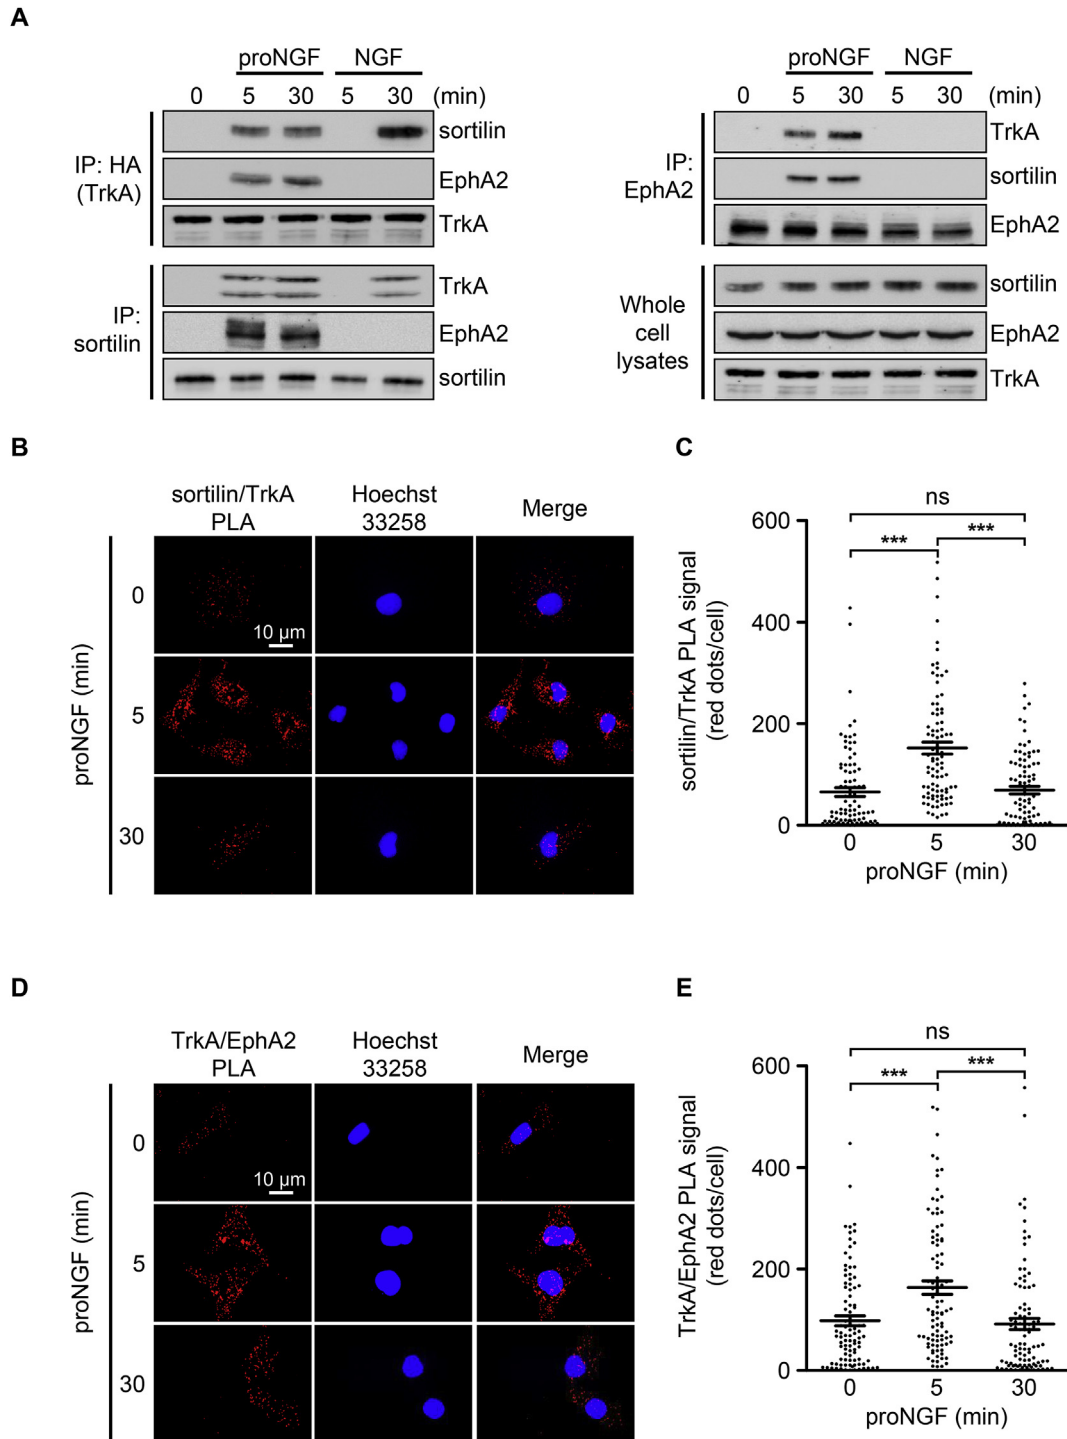 A
proNGF NGF
0 5 30 5 30 (min)
IP: HA
(TrkA)
sortilin
EphA2
TrkA
IP:
sortilin
TrkA
EphA2
sortilin
proNGF NGF
0 5 30 5 30 (min)
IP:
EphA2
TrkA
sortilin
EphA2
Whole
cell
lysates
sortilin
EphA2
TrkA
B
sortilin/TrkA
PLA
Hoechst
33258
Merge
proNGF (min)
0
10 µm
5
30
C
ns
*** ***
sortilin/TrkA PLA signal
(red dots/cell)
600
400
200
0
0 5 30
proNGF (min)
D
TrkA/EphA2
PLA
Hoechst
33258
Merge
proNGF (min)
0
10 µm
5
30
E
ns
*** ***
TrkA/EphA2 PLA signal
(red dots/cell)
600
400
200
0
0 5 30
proNGF (min)